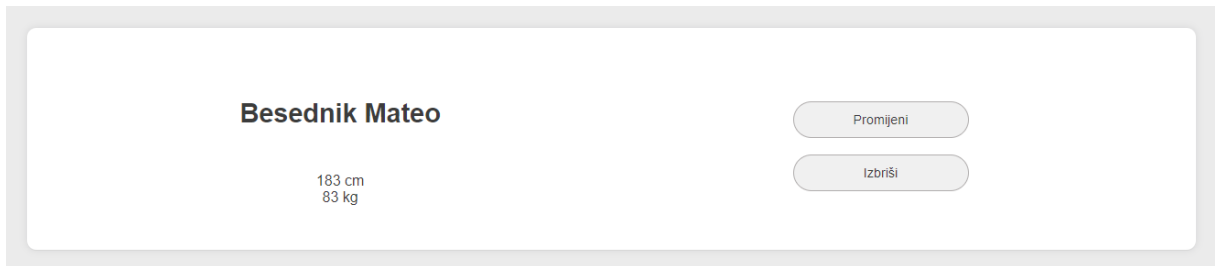 Besednik Mateo
183 cm
83 kg
Promijeni
Izbriši